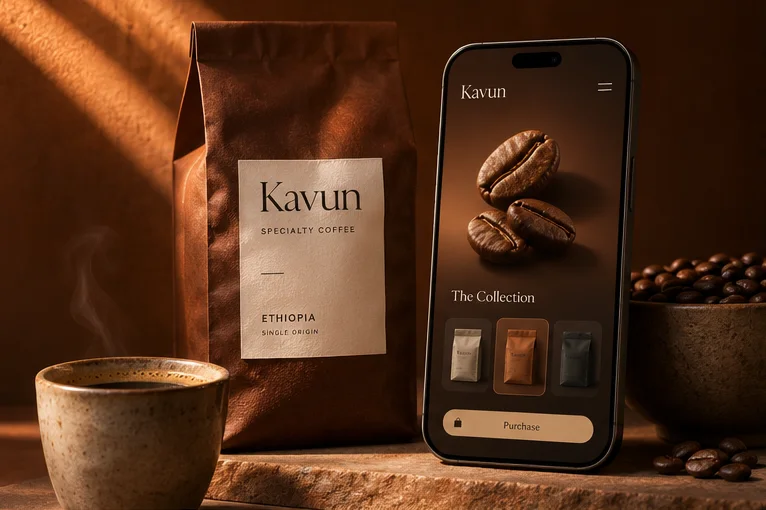 Kavun
SPECIALTY COFFEE
ETHIOPIA
SINGLE ORIGIN
Kavun
The Collection
Purchase